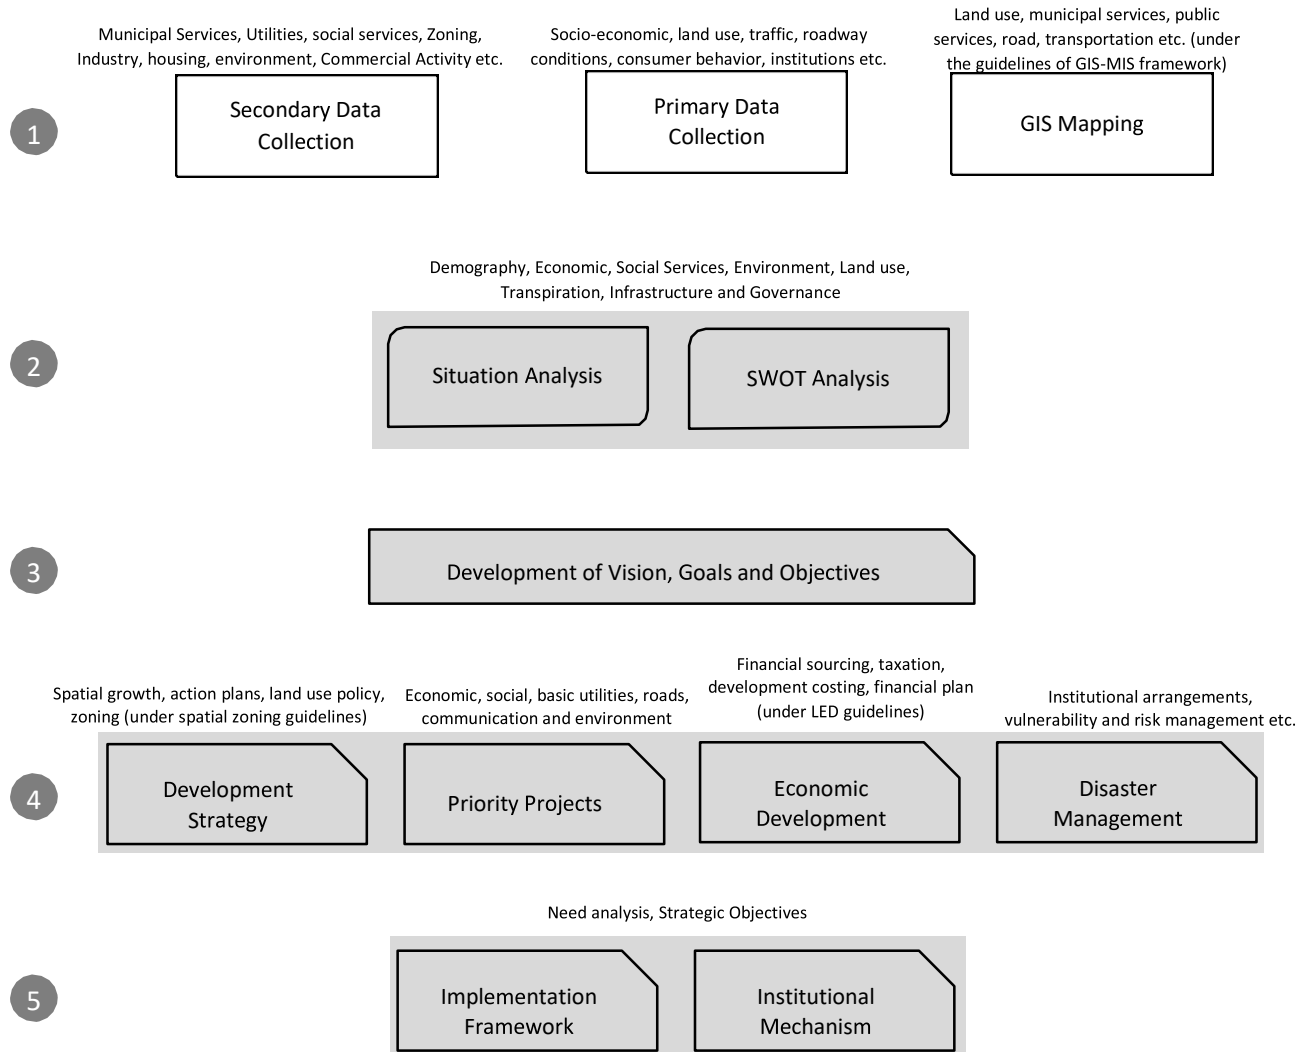 Municipal Services, Utilities, social services, Zoning,
Industry, housing, environment, Commercial Activity etc.
Socio-economic, land use, traffic, roadway
conditions, consumer behavior, institutions etc.
Land use, municipal services, public
services, road, transportation etc. (under
the guidelines of GIS-MIS framework)
1
Secondary Data
Collection
Primary Data
Collection
GIS Mapping
Demography, Economic, Social Services, Environment, Land use,
Transpiration, Infrastructure and Governance
2
Situation Analysis
SWOT Analysis
3
Development of Vision, Goals and Objectives
Spatial growth, action plans, land use policy,
zoning (under spatial zoning guidelines)
Economic, social, basic utilities, roads,
communication and environment
Financial sourcing, taxation,
development costing, financial plan
(under LED guidelines)
Institutional arrangements,
vulnerability and risk management etc.
4
Development
Strategy
Priority Projects
Economic
Development
Disaster
Management
Need analysis, Strategic Objectives
5
Implementation
Framework
Institutional
Mechanism